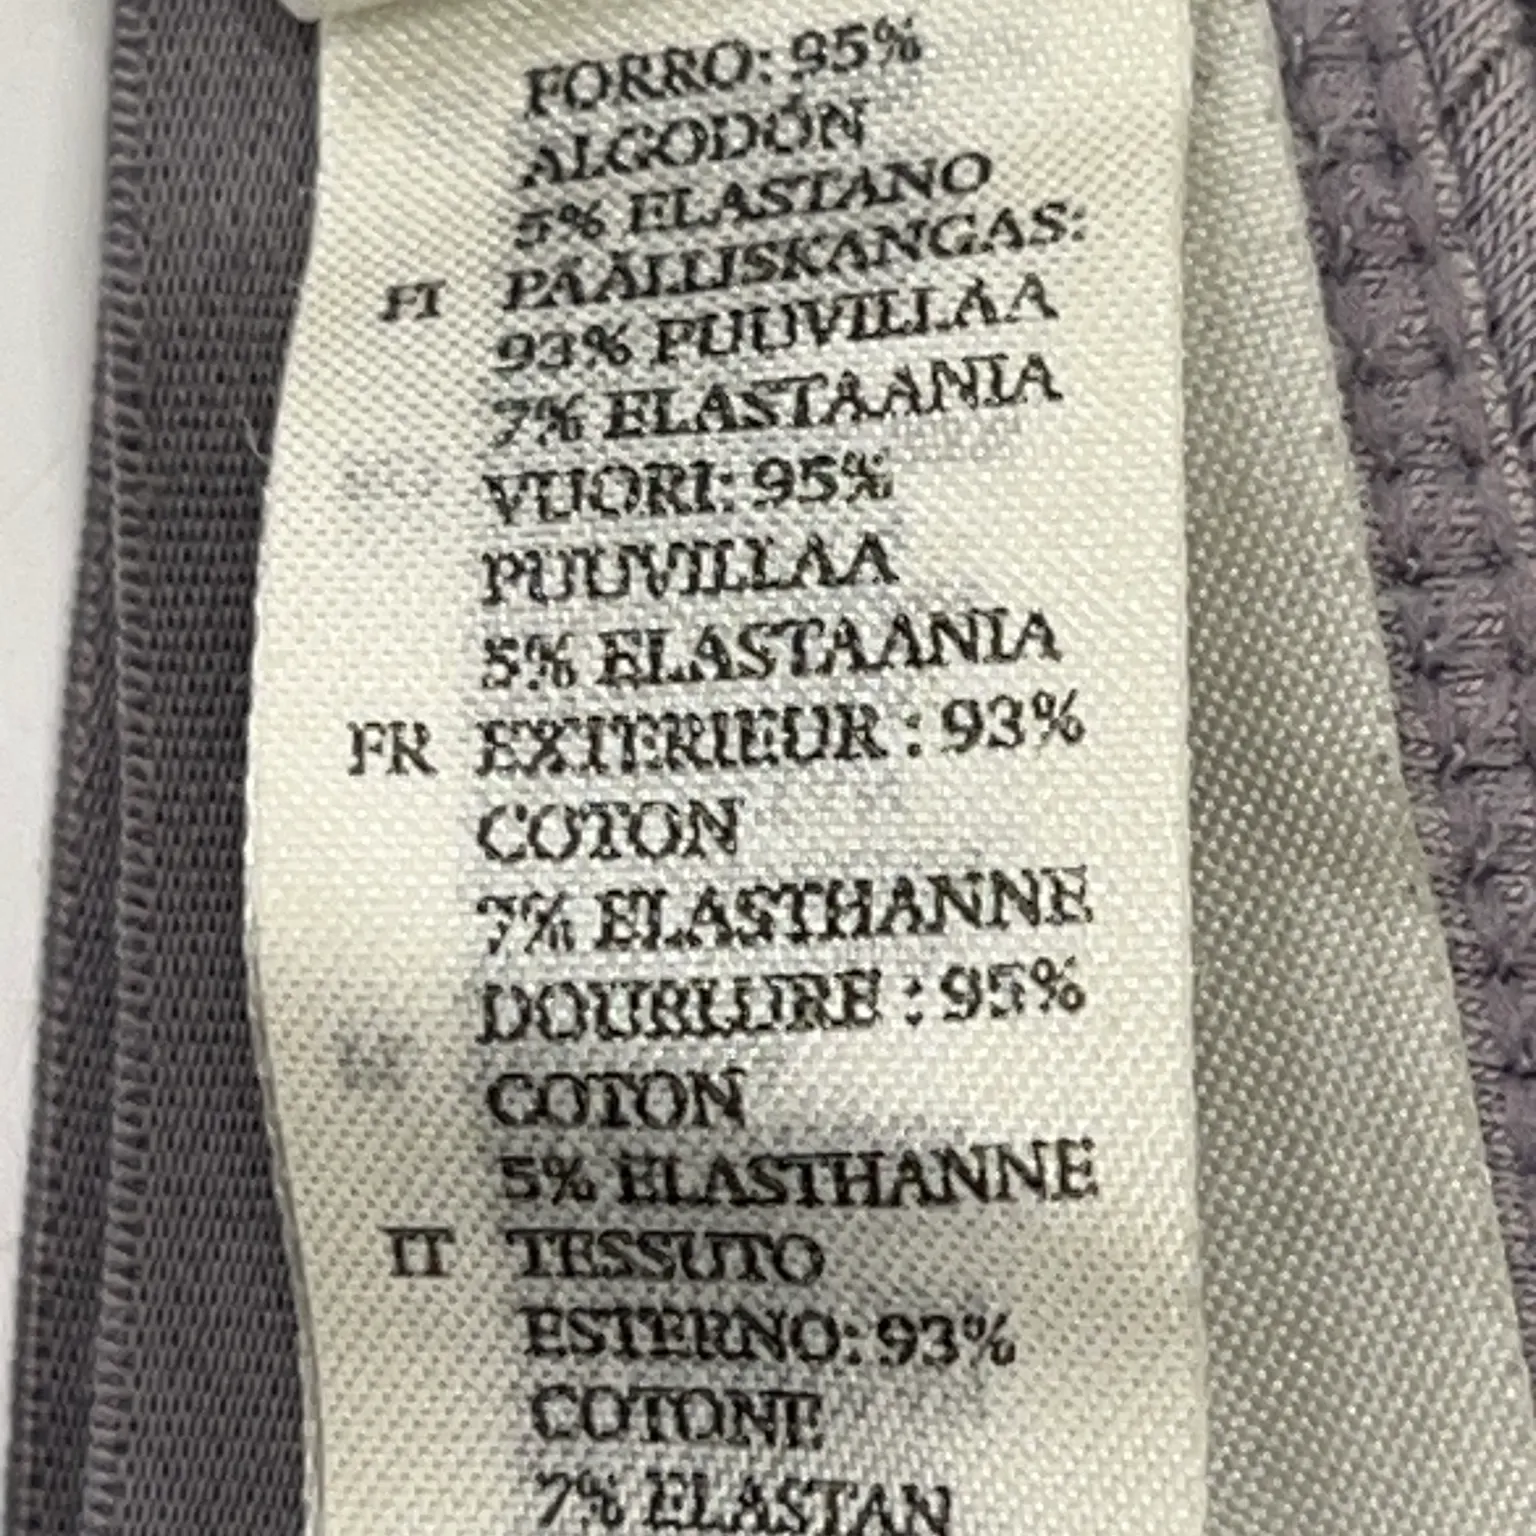 FORRO: 95%
ALGODÓN
5% ELASTANO
FI PÄÄLLISKANGAS:
93% PUUVILLAA
7% ELASTAANIA
VUORI: 95%
PUUVILLAA
5% ELASTAANIA
FR EXTERIEUR : 93%
COTON
7% ELASTHANNE
DOUBLURE : 95%
COTON
5% ELASTHANNE
IT TESSUTO
ESTERNO: 93%
COTONE
7% ELASTAN